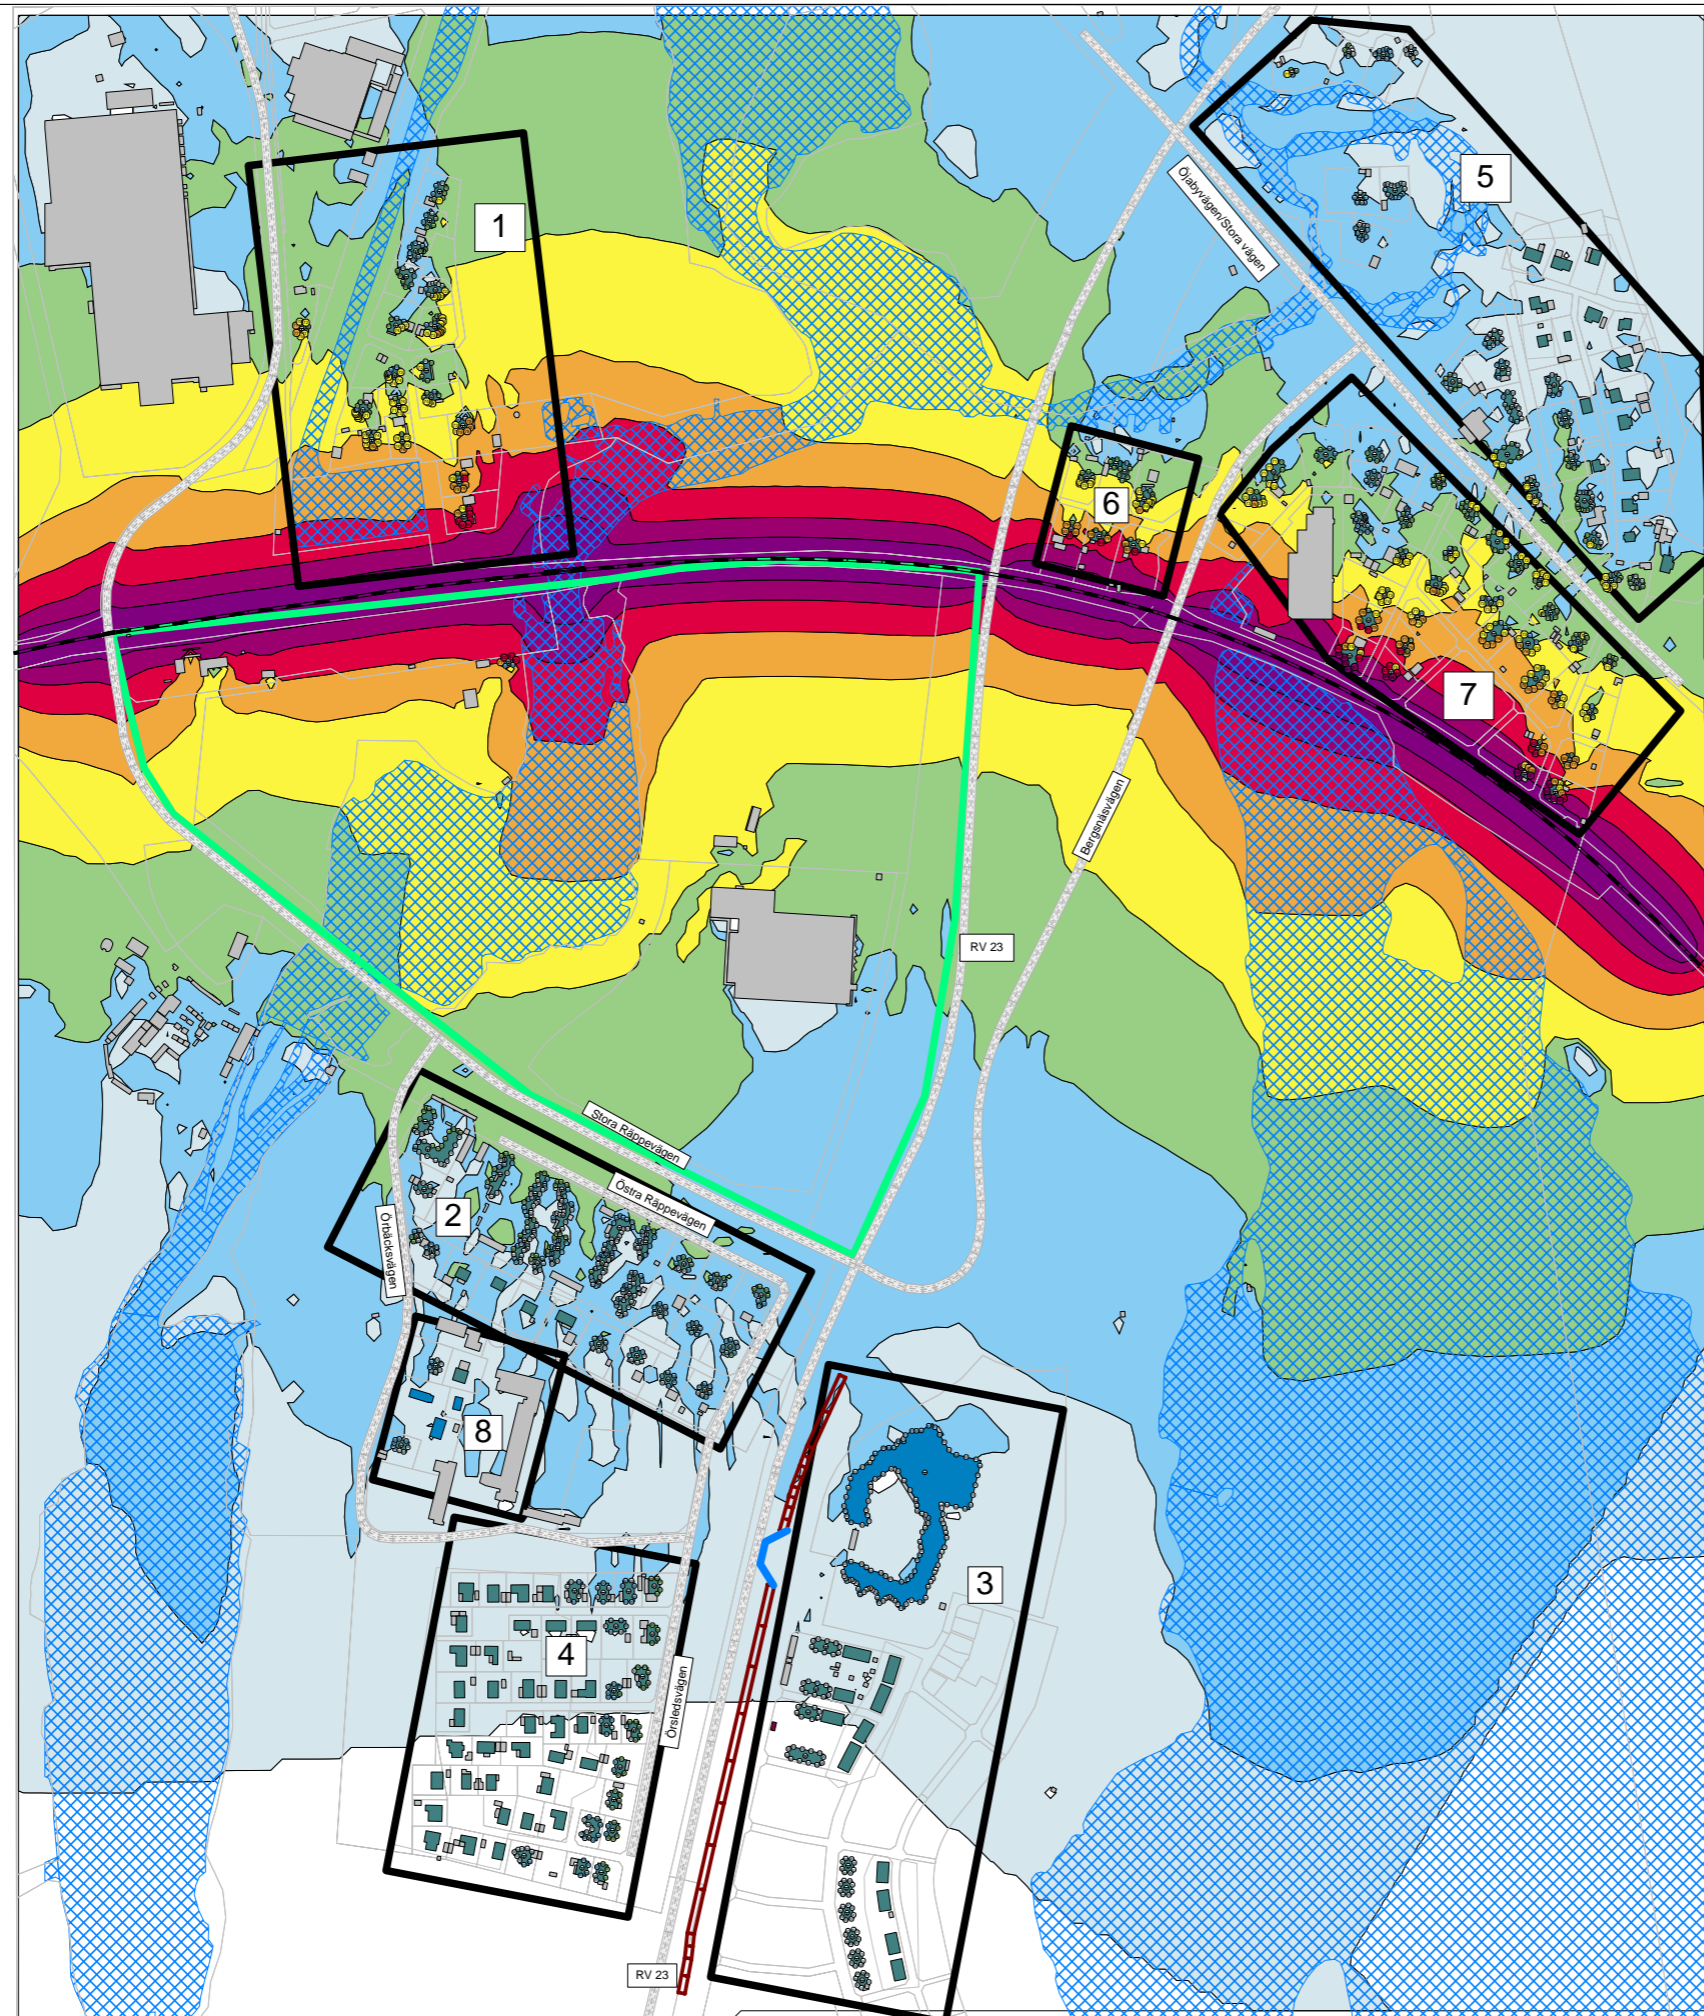 1
5
Öjabyvägen/Stora vägen
6
7
Bergsnäsvägen
RV 23
Stora Räppevägen
Östra Räppevägen
2
Örbäcksvägen
8
3
4
Örsledsvägen
RV 23